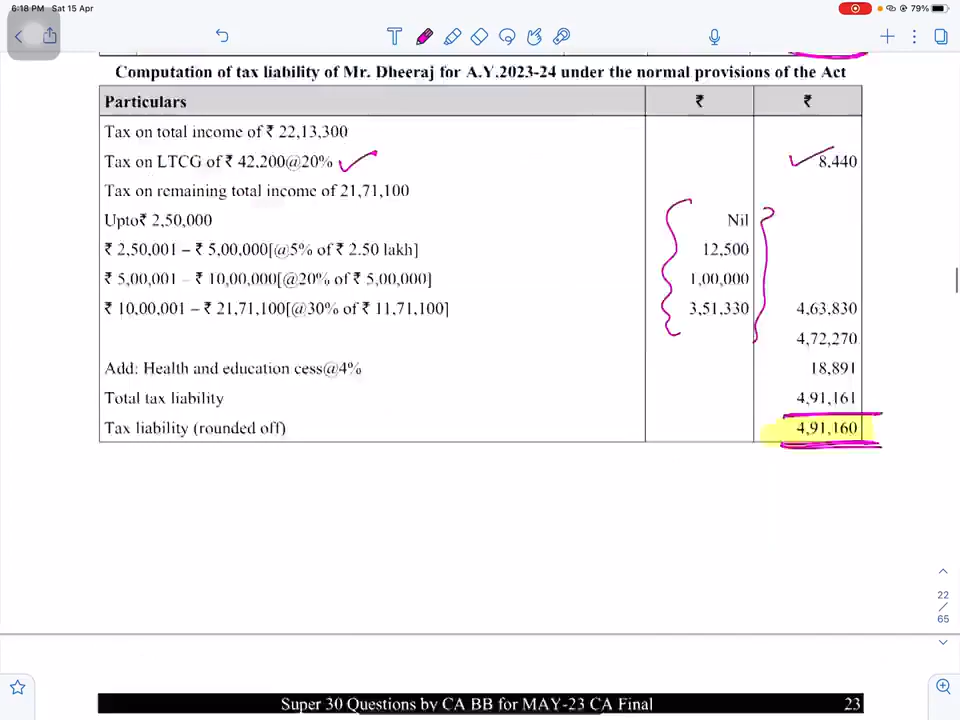 6:18 PM Sat 15 Apr
79%
Computation of tax liability of Mr. Dheeraj for A.Y.2023-24 under the normal provisions of the Act
Particulars ₹ ₹
Tax on total income of ₹ 22,13,300
Tax on LTCG of ₹ 42,200@20% 8,440
Tax on remaining total income of 21,71,100
Upto₹ 2,50,000 Nil
₹ 2,50,001 – ₹ 5,00,000[@5% of ₹ 2.50 lakh] 12,500
₹ 5,00,001 – ₹ 10,00,000[@20% of ₹ 5,00,000] 1,00,000
₹ 10,00,001 – ₹ 21,71,100[@30% of ₹ 11,71,100] 3,51,330 4,63,830
4,72,270
Add: Health and education cess@4% 18,891
Total tax liability 4,91,161
Tax liability (rounded off) 4,91,160
22
/
65
Super 30 Questions by CA BB for MAY-23 CA Final 23